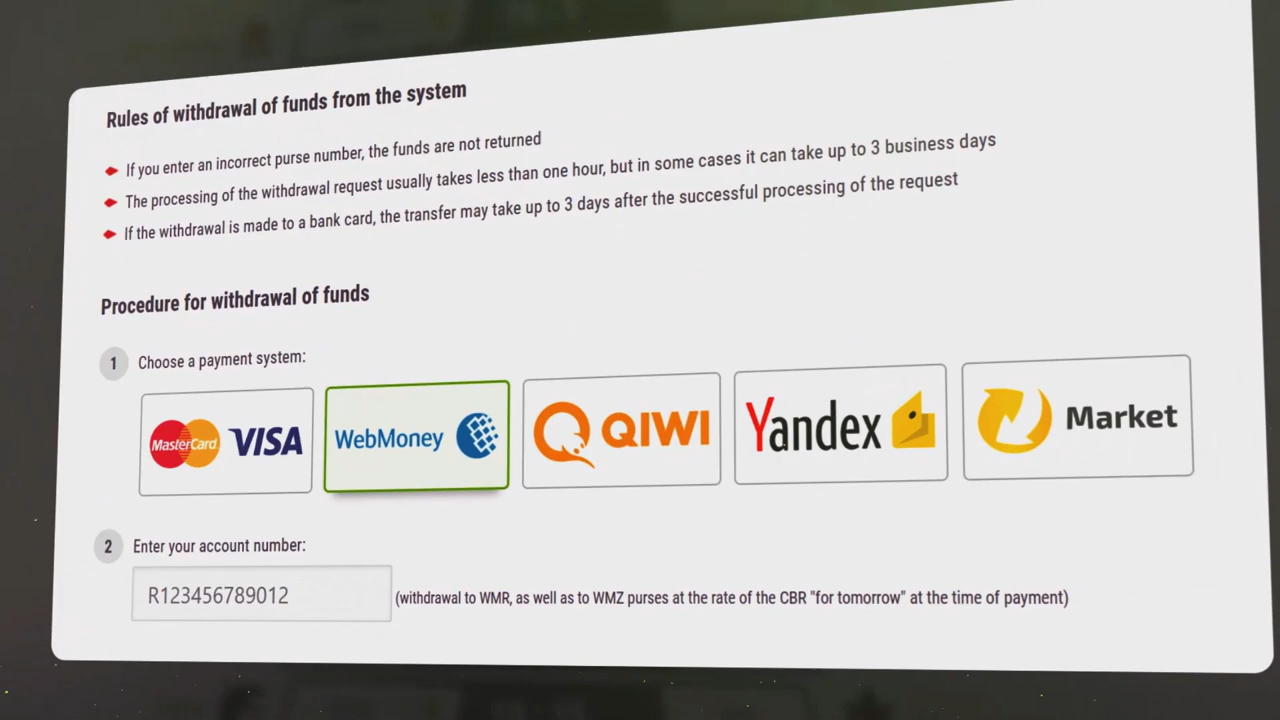 Rules of withdrawal of funds from the system
If you enter an incorrect purse number, the funds are not returned
The processing of the withdrawal request usually takes less than one hour, but in some cases it can take up to 3 business days
If the withdrawal is made to a bank card, the transfer may take up to 3 days after the successful processing of the request
Procedure for withdrawal of funds
1 Choose a payment system:
MasterCard VISA WebMoney QIWI Yandex Market
2 Enter your account number:
R123456789012 (withdrawal to WMR, as well as to WMZ purses at the rate of the CBR "for tomorrow" at the time of payment)